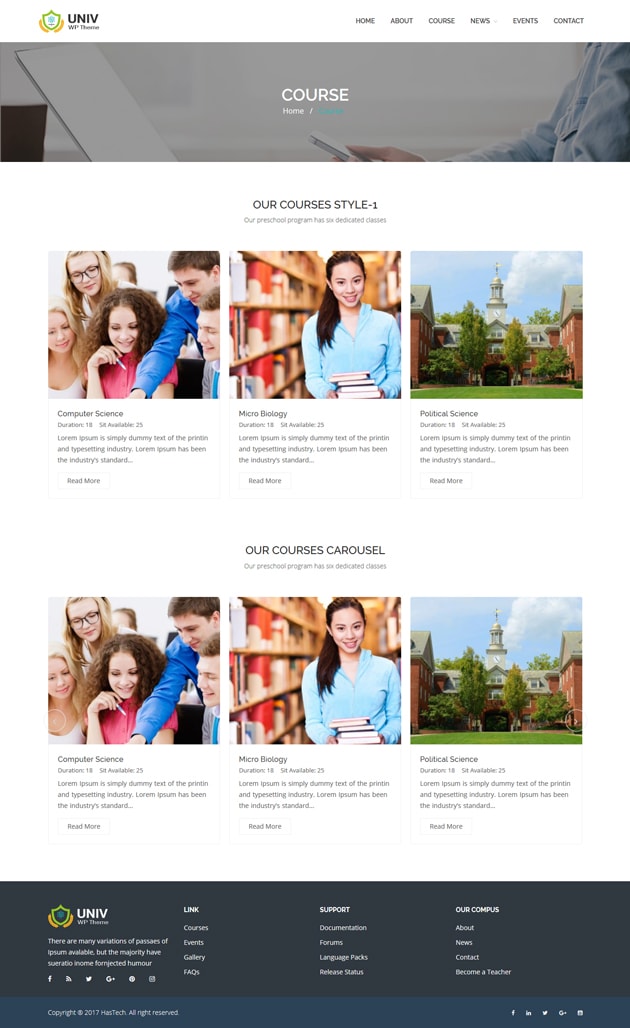 UNIV
WP Theme
HOME ABOUT COURSE NEWS EVENTS CONTACT
COURSE
Home / Course
OUR COURSES STYLE-1
Our preschool program has six dedicated classes
Computer Science
Duration: 18 Sit Available: 25
Lorem Ipsum is simply dummy text of the printin
and typesetting industry. Lorem Ipsum has been
the industry's standard...
Read More
Micro Biology
Duration: 18 Sit Available: 25
Lorem Ipsum is simply dummy text of the printin
and typesetting industry. Lorem Ipsum has been
the industry's standard...
Read More
Political Science
Duration: 18 Sit Available: 25
Lorem Ipsum is simply dummy text of the printin
and typesetting industry. Lorem Ipsum has been
the industry's standard...
Read More
OUR COURSES CAROUSEL
Our preschool program has six dedicated classes
Computer Science
Duration: 18 Sit Available: 25
Lorem Ipsum is simply dummy text of the printin
and typesetting industry. Lorem Ipsum has been
the industry's standard...
Read More
Micro Biology
Duration: 18 Sit Available: 25
Lorem Ipsum is simply dummy text of the printin
and typesetting industry. Lorem Ipsum has been
the industry's standard...
Read More
Political Science
Duration: 18 Sit Available: 25
Lorem Ipsum is simply dummy text of the printin
and typesetting industry. Lorem Ipsum has been
the industry's standard...
Read More
UNIV
WP Theme
There are many variations of passaes of
Ipsum avalable, but the majority have
sueratio inome fornjected humour
LINK
Courses
Events
Gallery
FAQs
SUPPORT
Documentation
Forums
Language Packs
Release Status
OUR COMPUS
About
News
Contact
Become a Teacher
Copyright ® 2017 HasTech. All right reserved.